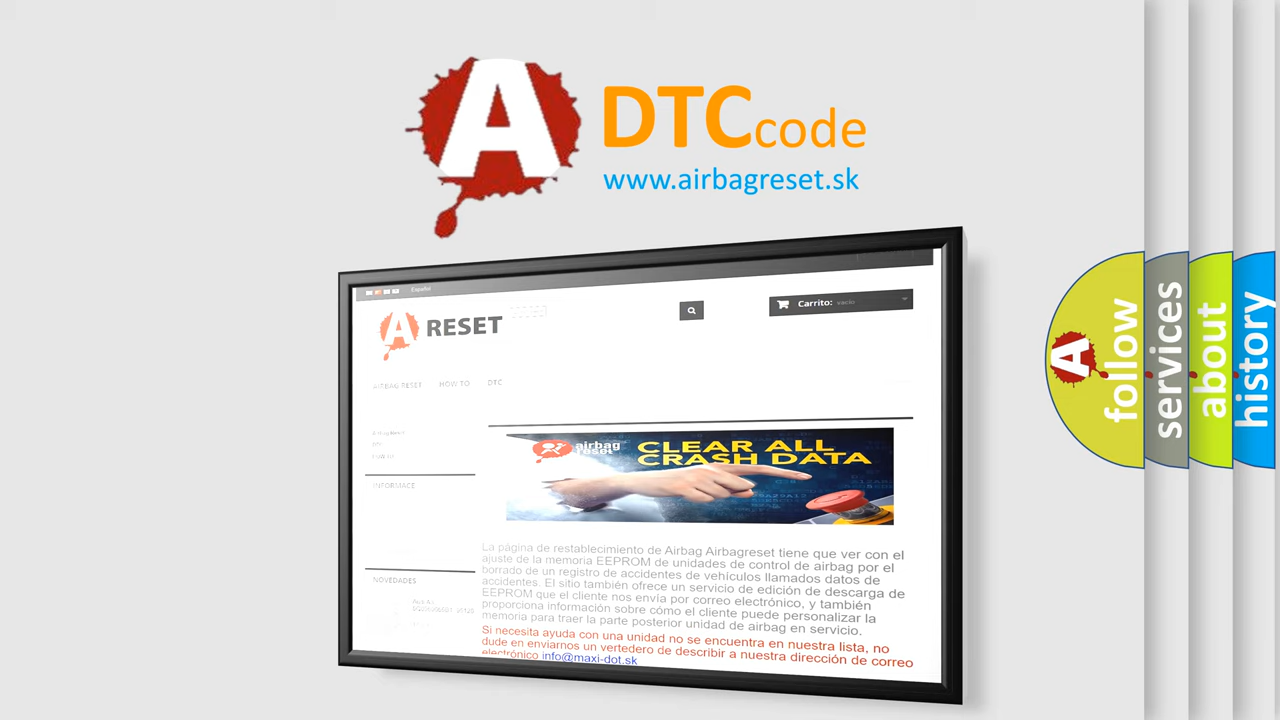 A DTCcode
www.airbagreset.sk
Español
A RESET
Carrito: vacío
AIRBAG RESET HOW TO DTC
INFORMACE
airbag
reset
CLEAR ALL
CRASH DATA
La página de restablecimiento de Airbag Airbagreset tiene que ver con el
ajuste de la memoria EEPROM de unidades de control de airbag por el
borrado de un registro de accidentes de vehículos llamados datos de
accidentes. El sitio también ofrece un servicio de edición de descarga de
EEPROM que el cliente nos envía por correo electrónico, y también
proporciona información sobre cómo el cliente puede personalizar la
memoria para traer la parte posterior unidad de airbag en servicio.
NOVEDADES
Si necesita ayuda con una unidad no se encuentra en nuestra lista, no
dude en enviarnos un vertedero de describir a nuestra dirección de correo
electrónico info@maxi-dot.sk
A
follow
services
about
history